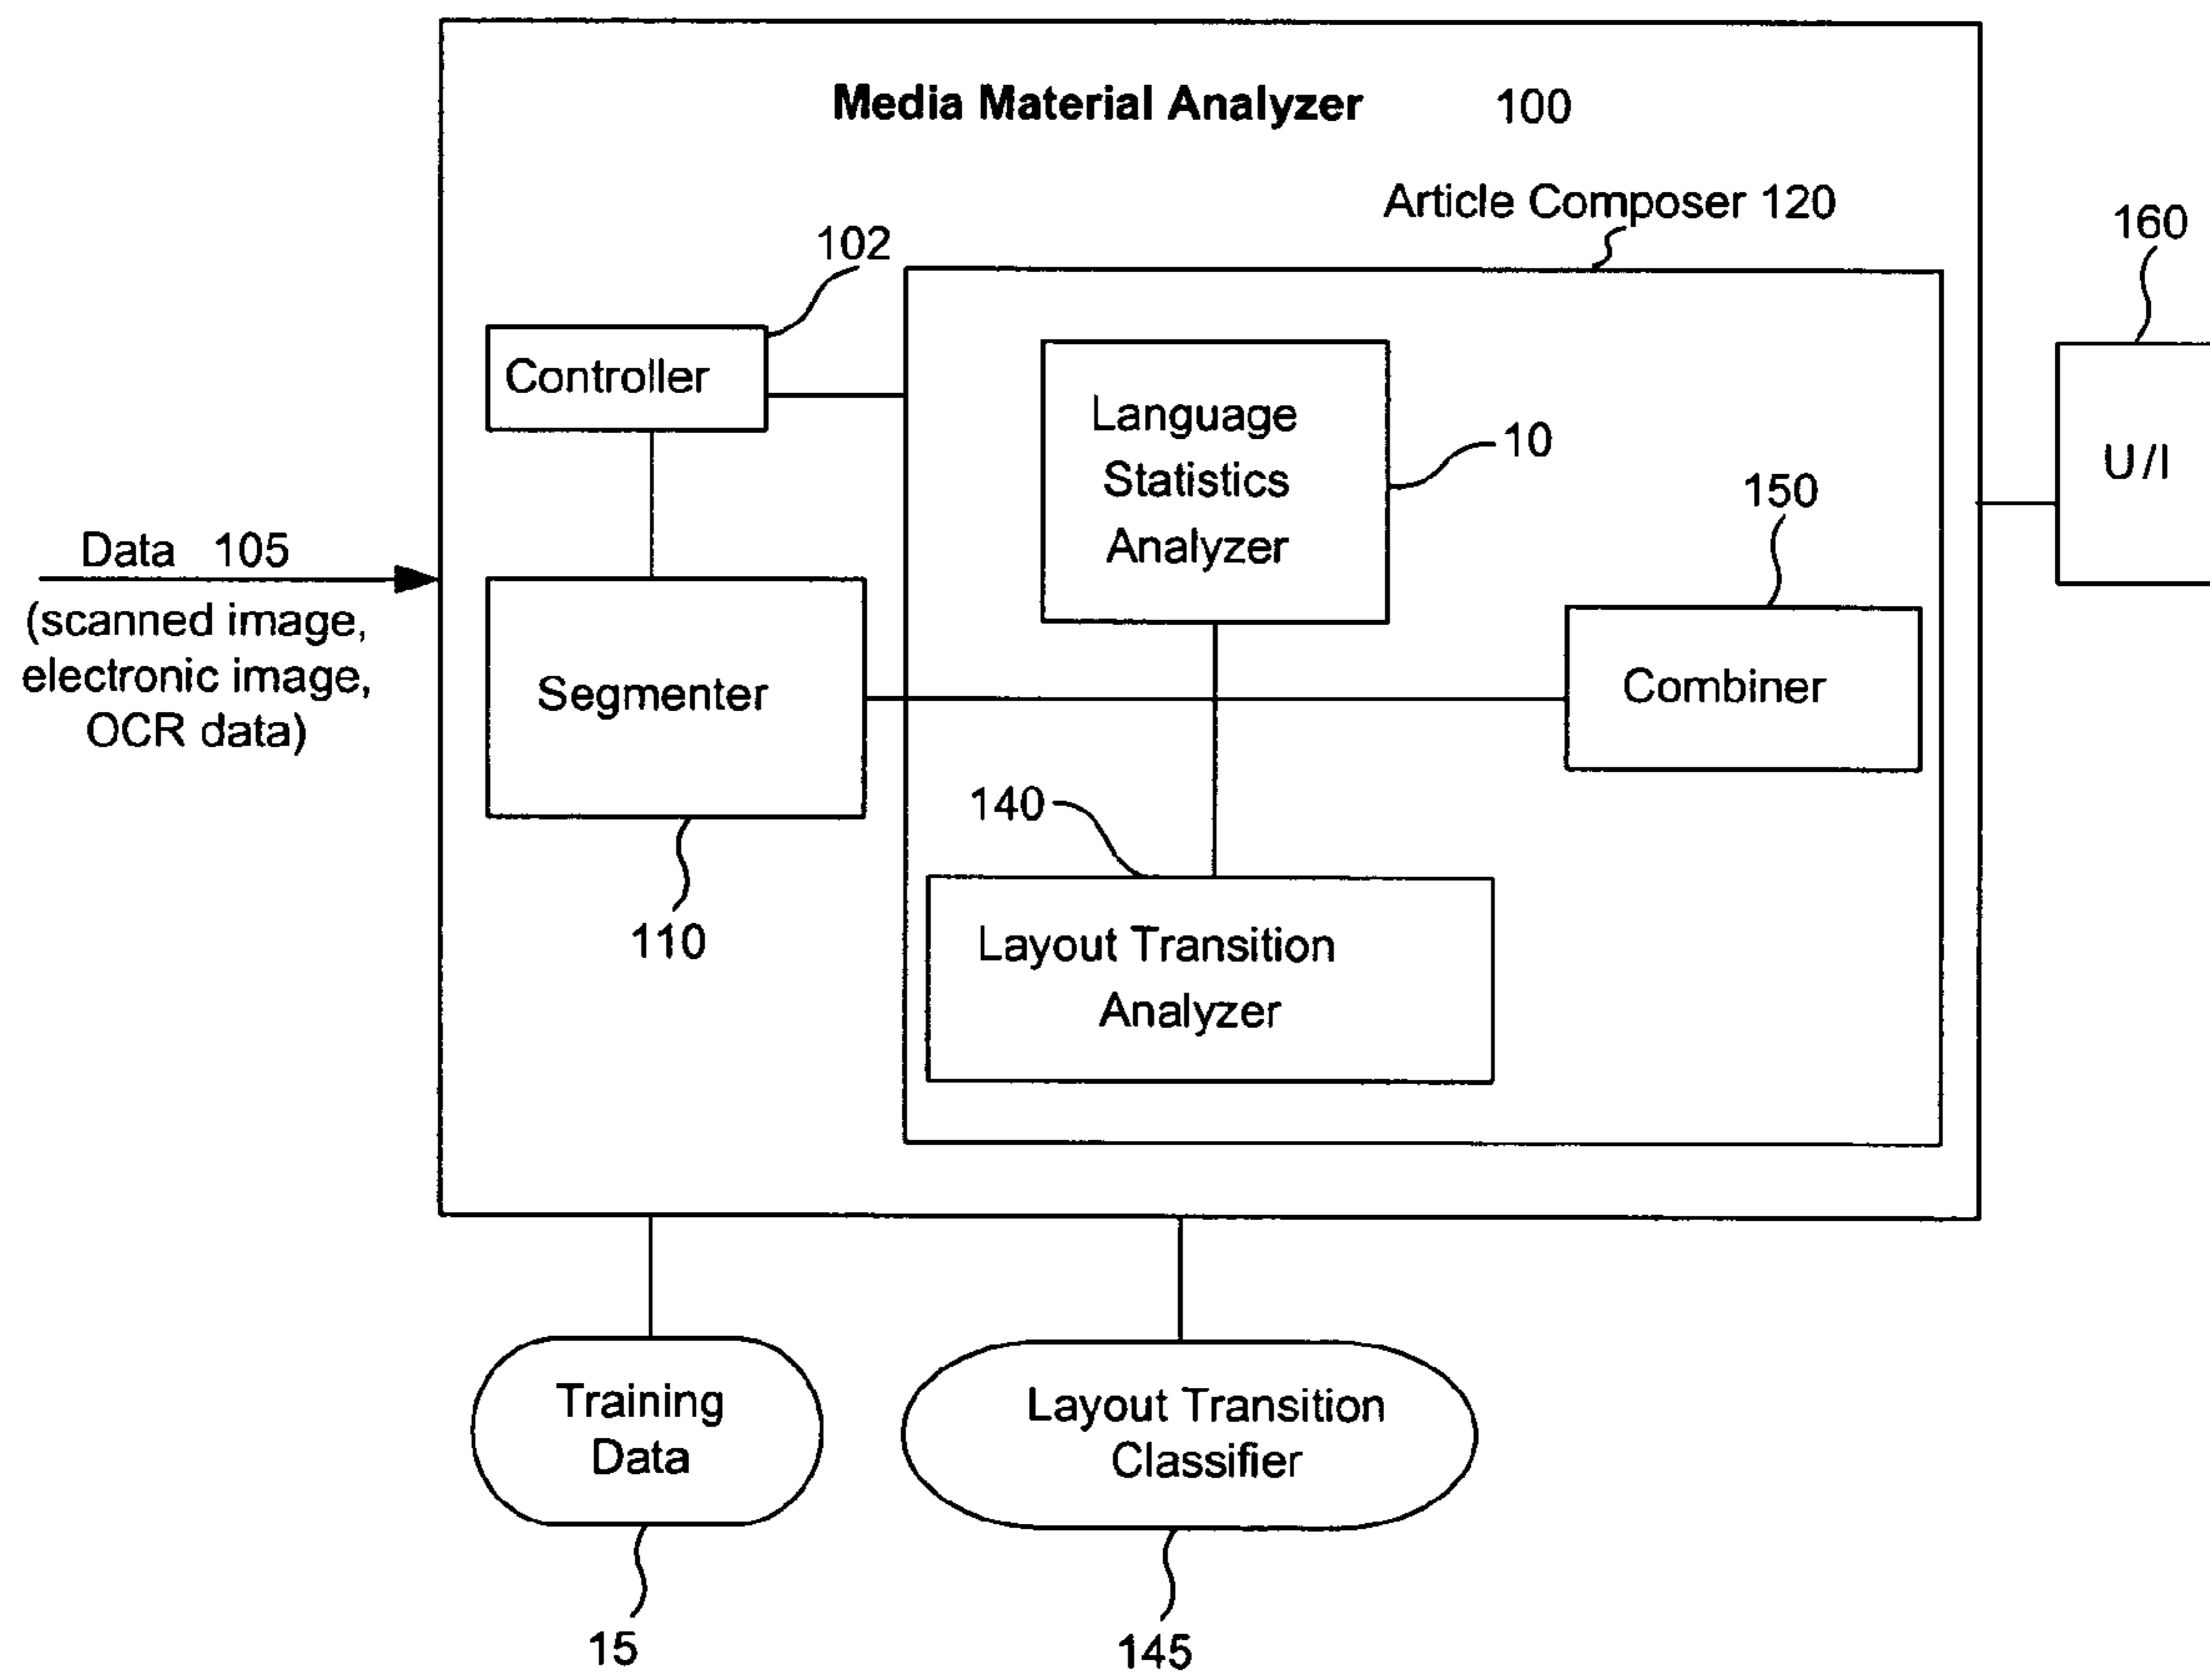 Media Material Analyzer 100
Article Composer 120
160
102
Controller
Language
Statistics
Analyzer
10
U/I
150
Data 105
(scanned image,
electronic image,
OCR data)
Segmenter
Combiner
140
110
Layout Transition
Analyzer
Training
Data
Layout Transition
Classifier
15
145